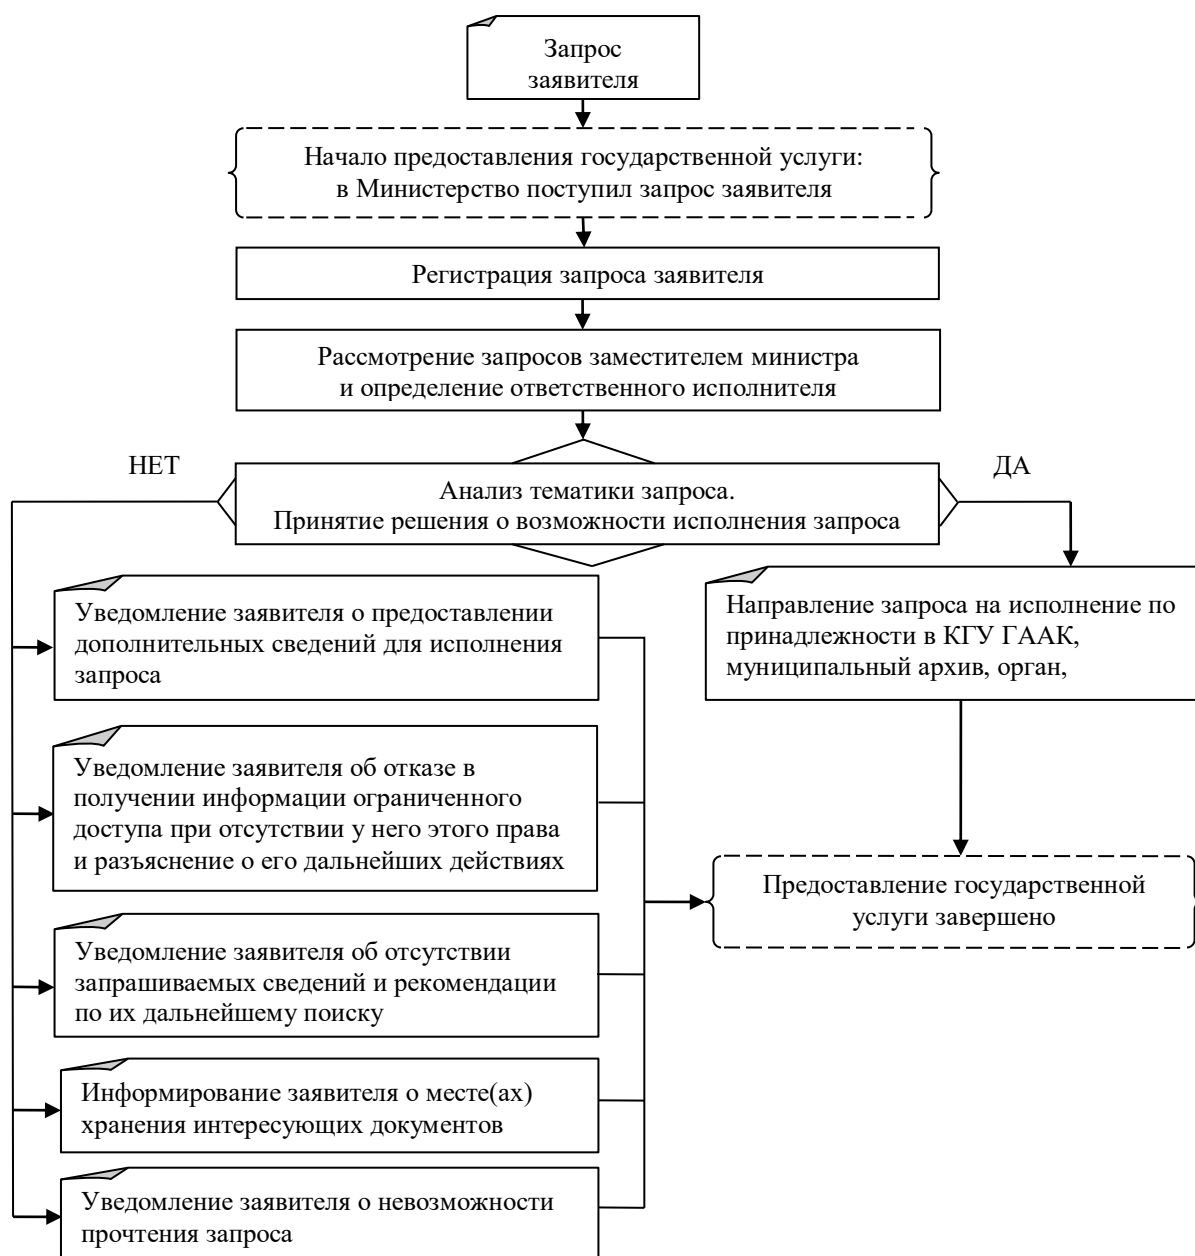 Запрос
заявителя
Начало предоставления государственной услуги:
в Министерство поступил запрос заявителя
Регистрация запроса заявителя
Рассмотрение запросов заместителем министра
и определение ответственного исполнителя
НЕТ
ДА
Анализ тематики запроса.
Принятие решения о возможности исполнения запроса
Уведомление заявителя о предоставлении
дополнительных сведений для исполнения
запроса
Направление запроса на исполнение по
принадлежности в КГУ ГААК,
муниципальный архив, орган,
Уведомление заявителя об отказе в
получении информации ограниченного
доступа при отсутствии у него этого права
и разъяснение о его дальнейших действиях
Предоставление государственной
услуги завершено
Уведомление заявителя об отсутствии
запрашиваемых сведений и рекомендации
по их дальнейшему поиску
Информирование заявителя о месте(ах)
хранения интересующих документов
Уведомление заявителя о невозможности
прочтения запроса